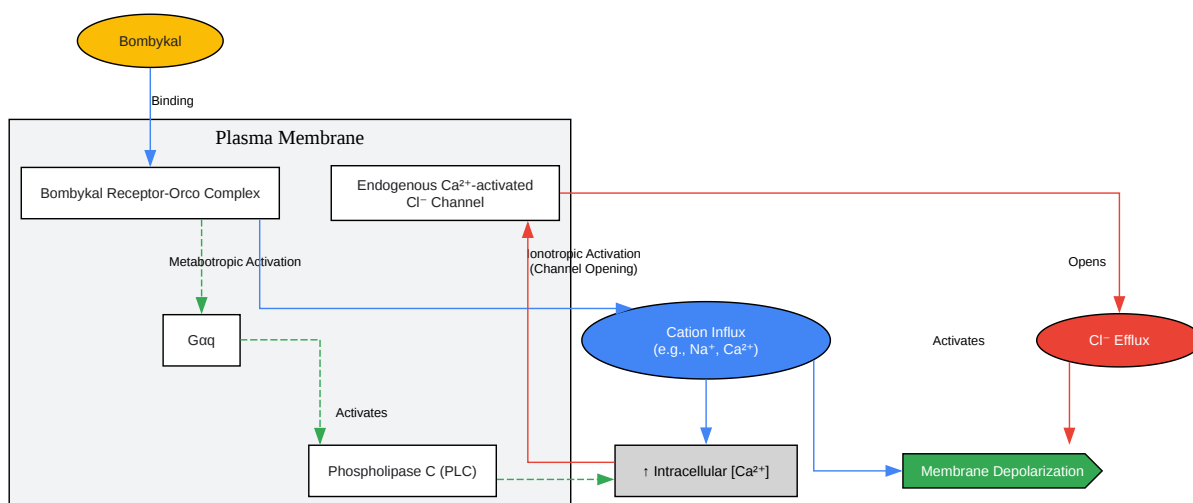 Bombykal
Binding
Plasma Membrane
Bombykal Receptor-Orco Complex
Endogenous Ca²⁺-activated
Cl⁻ Channel
Metabotropic Activation
Ionotropic Activation
(Channel Opening)
Opens
Gαq
Cation Influx
(e.g., Na⁺, Ca²⁺)
Activates
Cl⁻ Efflux
Activates
Phospholipase C (PLC)
↑ Intracellular [Ca²⁺]
Membrane Depolarization